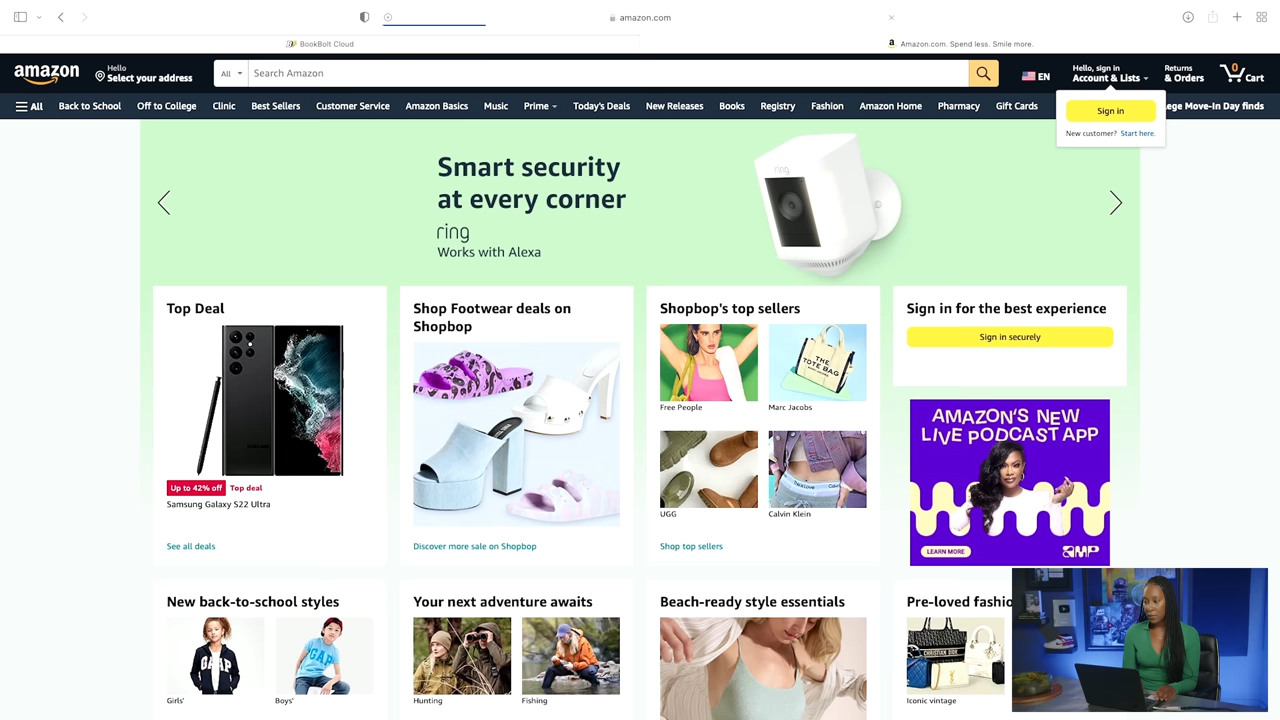 amazon.com
BookBolt Cloud
Amazon.com. Spend less. Smile more.
amazon
Hello
Select your address
All
Search Amazon
EN
Hello, sign in
Account & Lists
Returns
& Orders
0
Cart
All
Back to School
Off to College
Clinic
Best Sellers
Customer Service
Amazon Basics
Music
Prime
Today's Deals
New Releases
Books
Registry
Fashion
Amazon Home
Pharmacy
Gift Cards
lege Move-In Day finds
Sign in
New customer? Start here.
Smart security
at every corner
ring
Works with Alexa
ring
Top Deal
Up to 42% off Top deal
Samsung Galaxy S22 Ultra
See all deals
Shop Footwear deals on
Shopbop
Discover more sale on Shopbop
Shopbop's top sellers
THE
TOTE BAG
Free People
Marc Jacobs
UGG
Calvin Klein
Shop top sellers
Sign in for the best experience
Sign in securely
AMAZON'S NEW
LIVE PODCAST APP
LEARN MORE
AMP
New back-to-school styles
GAP
GAP
Girls'
Boys'
Your next adventure awaits
Hunting
Fishing
Beach-ready style essentials
Pre-loved fashio
CHRISTIAN DIOR
Iconic vintage